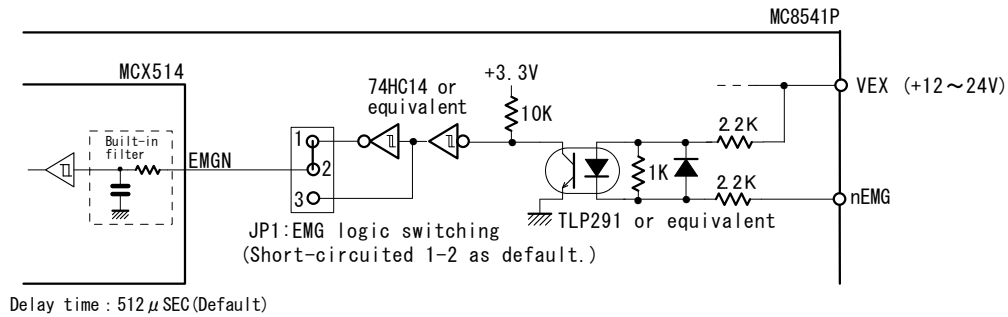 MC8541P
MCX514
74HC14 or
equivalent
+3.3V
10K
VEX (+12～24V)
2.2K
Built-in
filter
EMGN
1
2
3
1K
2.2K
nEMG
TLP291 or equivalent
JP1:EMG logic switching
(Short-circuited 1-2 as default.)
Delay time : 512μSEC(Default)